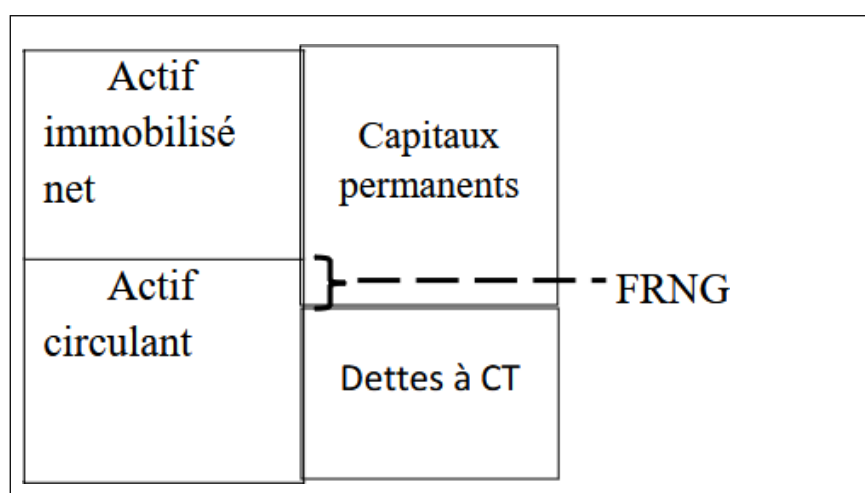 Actif
immobilisé
net
Capitaux
permanents
Actif
circulant
FRNG
Dettes à CT